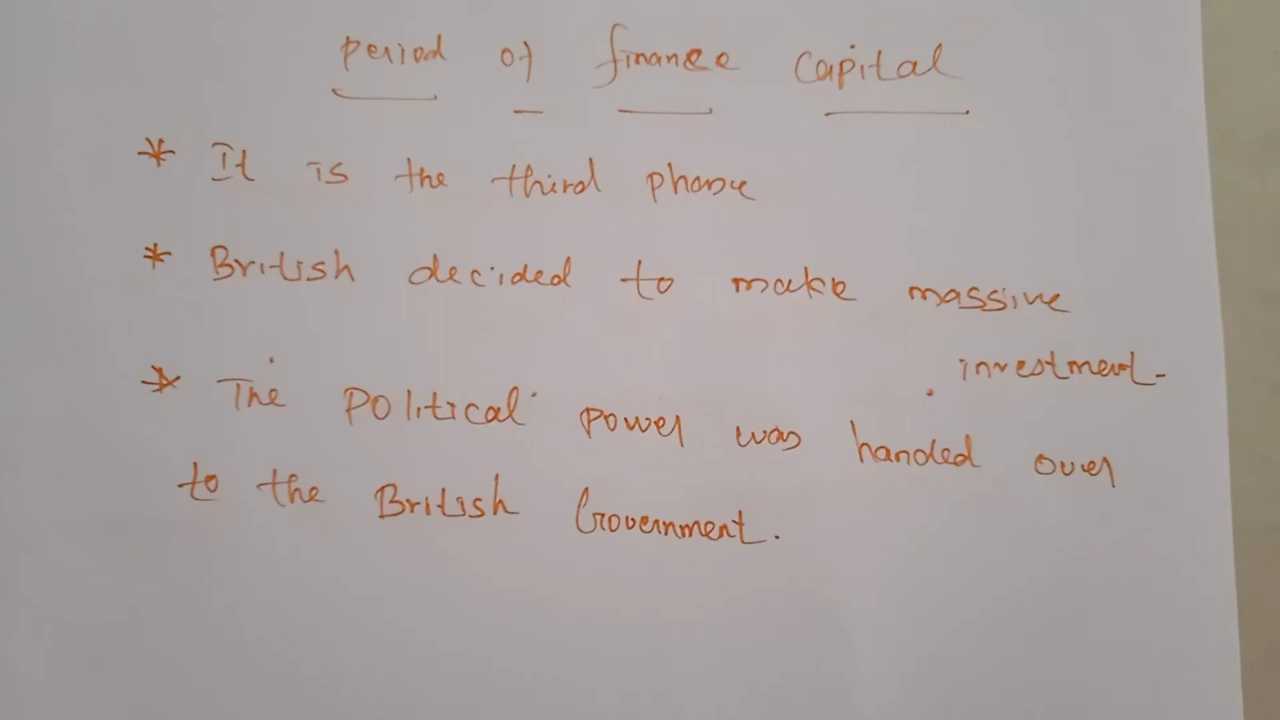 period of finance capital
* It is the third phase
* British decided to make massive
investment-
* The political power was handed over
to the British Government.